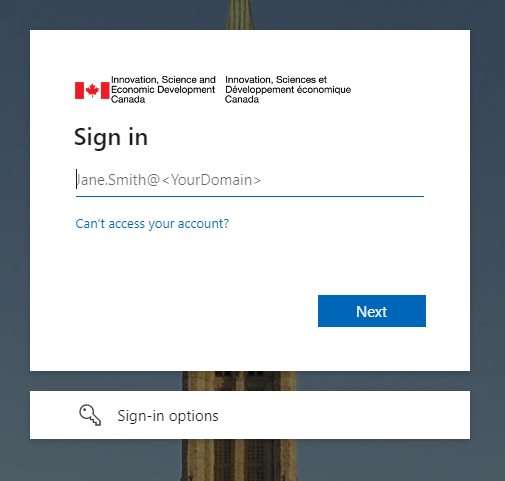 Innovation, Science and
Economic Development
Canada
Innovation, Sciences et
Développement économique
Canada
Sign in
Jane.Smith@<YourDomain>
Can't access your account?
Next
Sign-in options